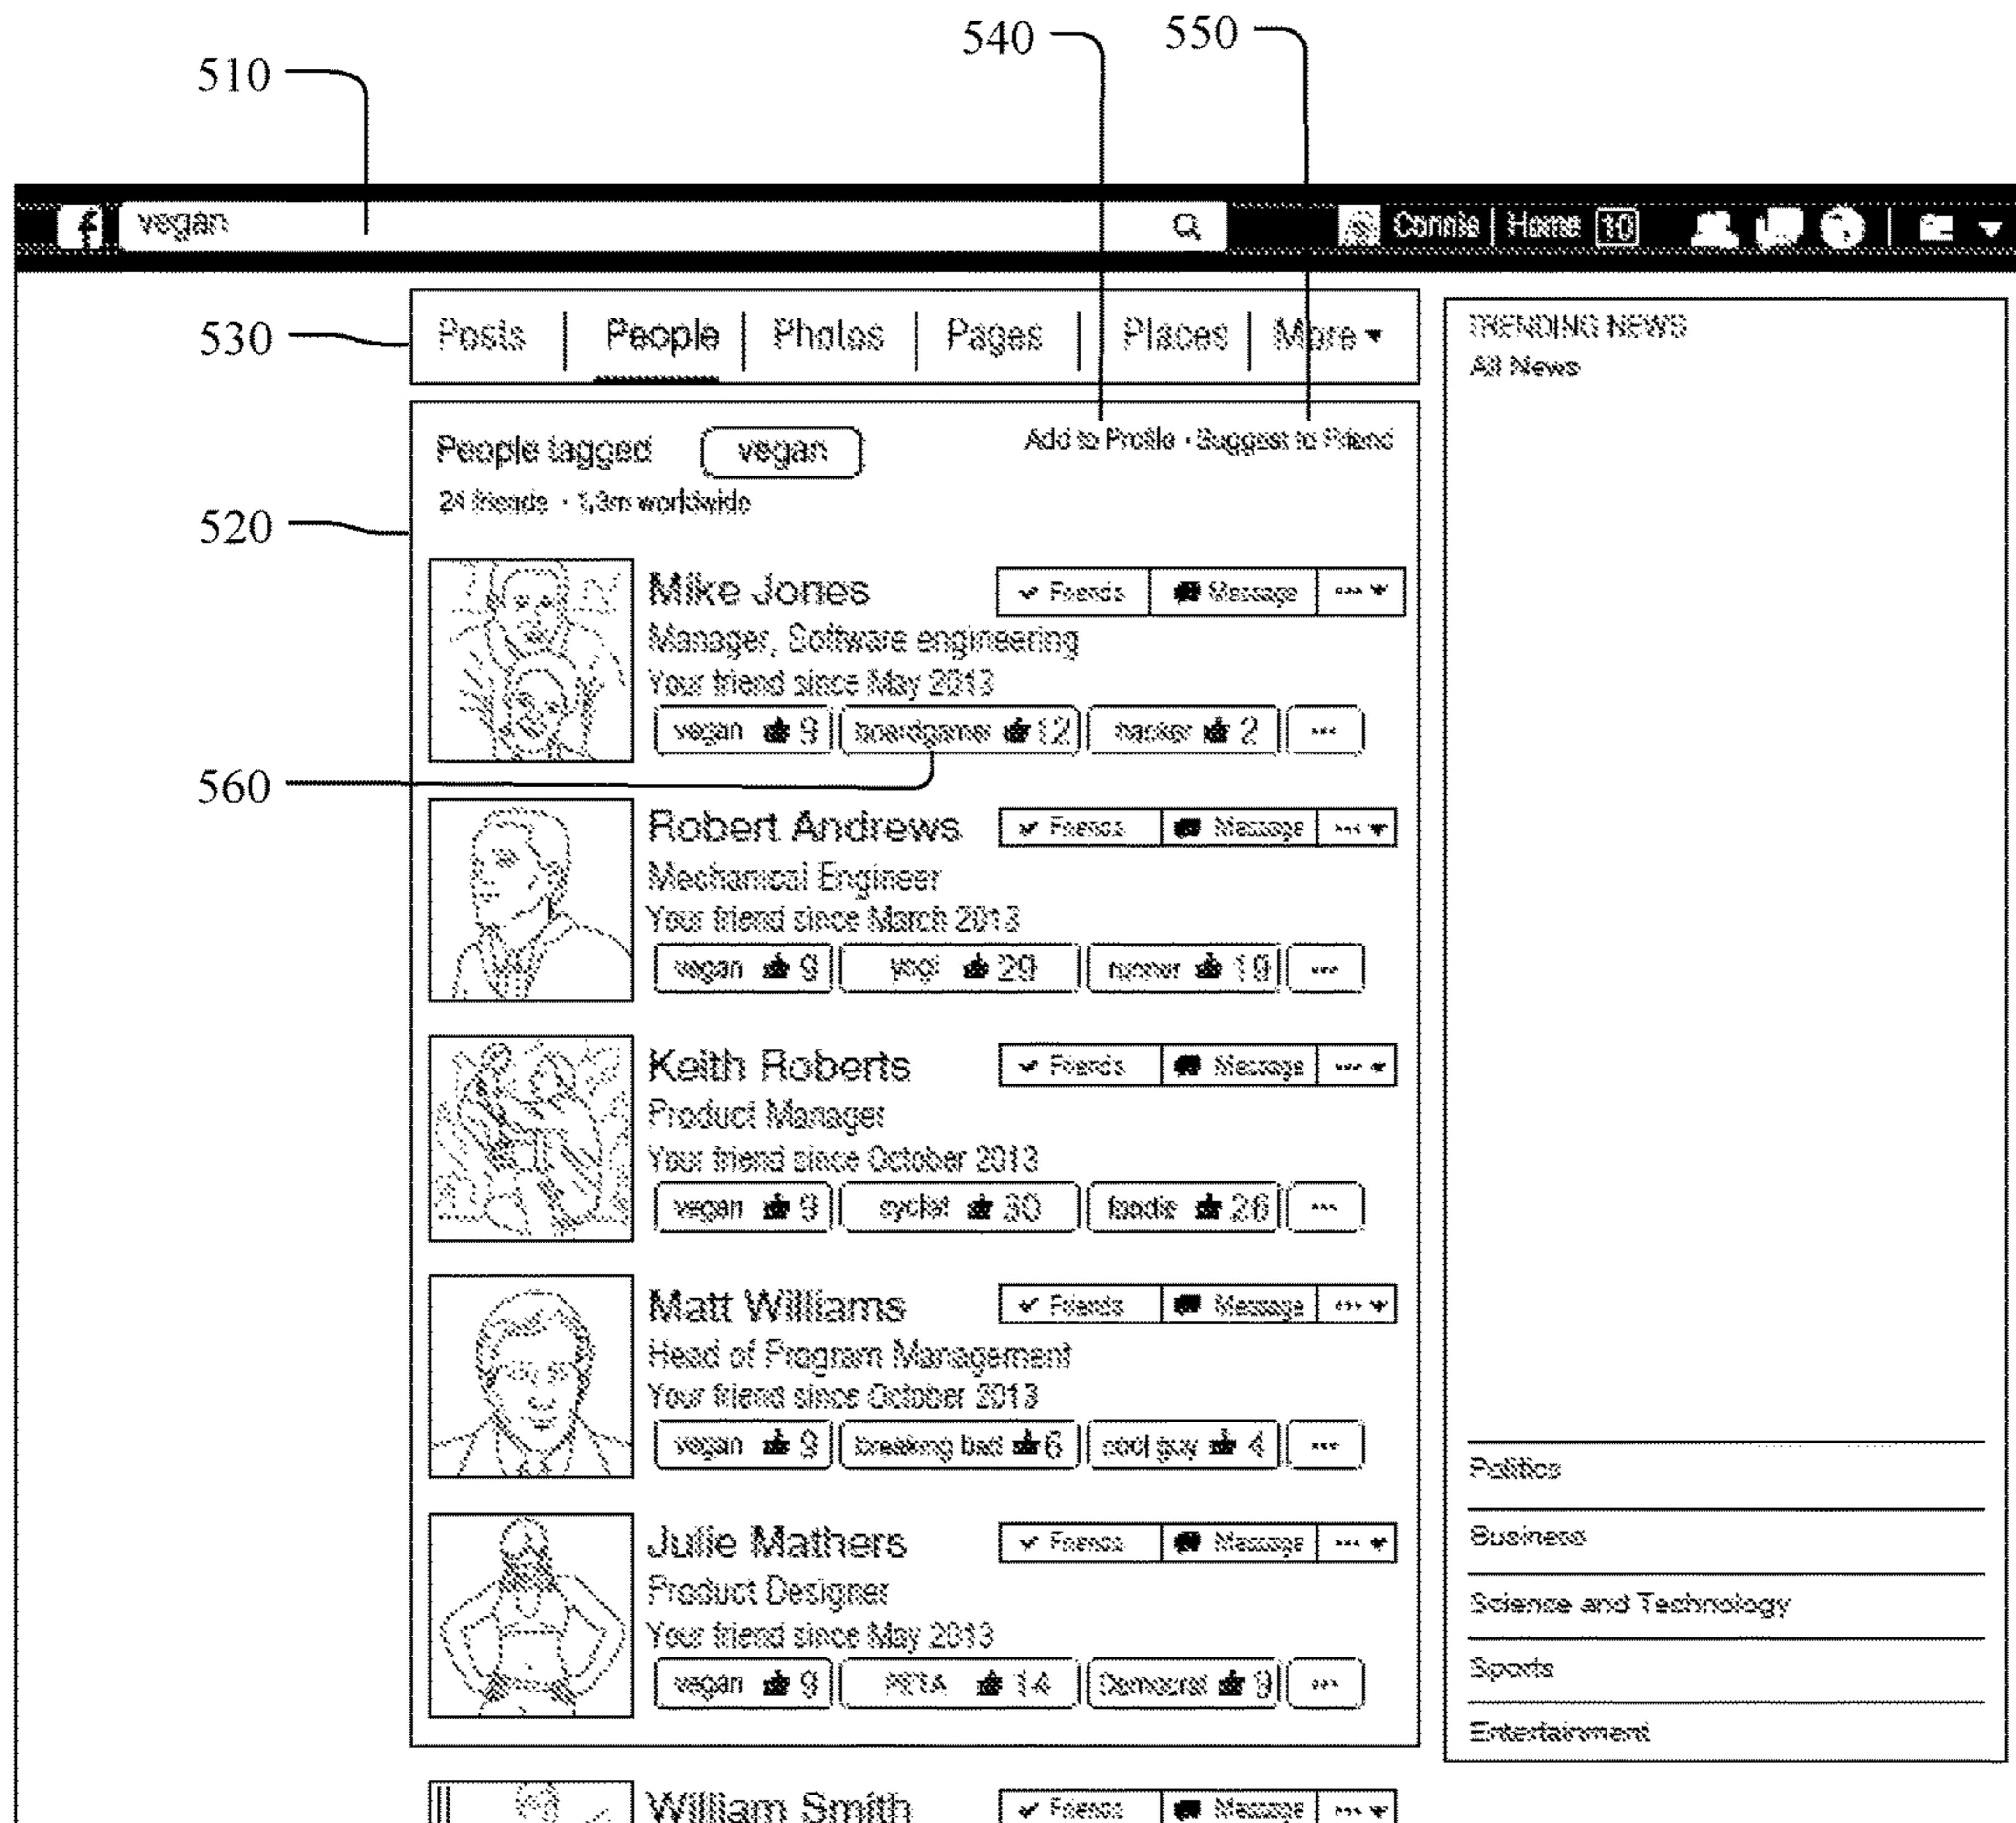 540 550
510
f vegan Connie Home 10
530 Posts People Photos Pages Places More
TRENDING NEWS
All News
People tagged vegan Add to Profile · Suggest to Friend
24 friends · 1.3m worldwide
520
Mike Jones Friends Message ...
Manager, Software engineering
Your friend since May 2013
vegan 9 boardgamer 12 hacker 2 ...
560
Robert Andrews Friends Message ...
Mechanical Engineer
Your friend since March 2013
vegan 9 yogi 29 runner 19 ...
Keith Roberts Friends Message ...
Product Manager
Your friend since October 2013
vegan 9 cyclist 30 foodie 26 ...
Matt Williams Friends Message ...
Head of Program Management
Your friend since October 2013
vegan 9 breaking bad 6 cool guy 4 ...
Julie Mathers Friends Message ...
Product Designer
Your friend since May 2013
vegan 9 PETA 14 Democrat 9 ...
William Smith Friends Message ...
Politics
Business
Science and Technology
Sports
Entertainment